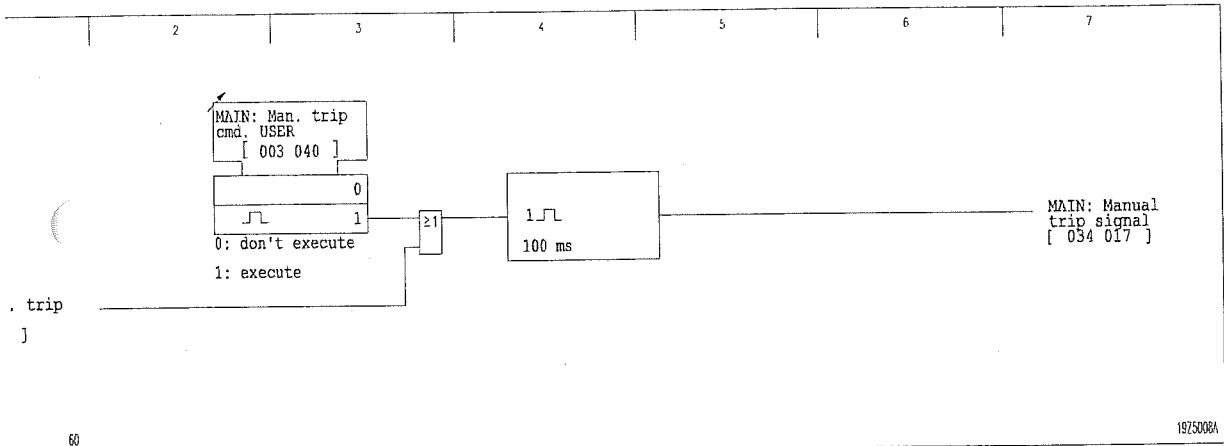 2 3 4 5 6 7
MAIN: Man. trip
cmd. USER
[ 003 040 ]
0
1
0: don't execute
1: execute
≥1
1
100 ms
MAIN: Manual
trip signal
[ 034 017 ]
. trip
]
60
19Z5008A